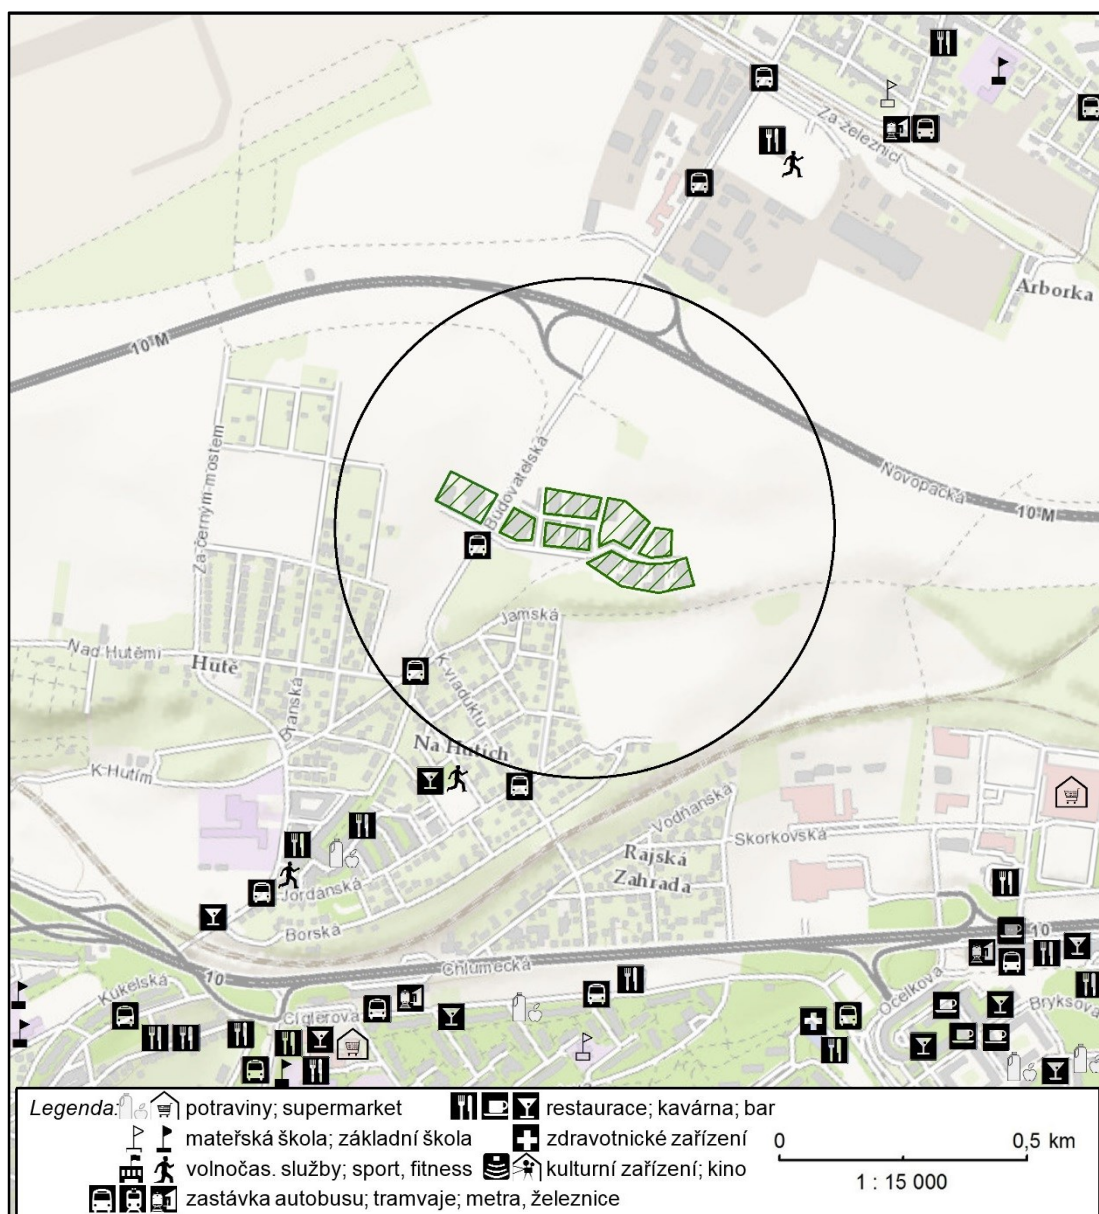 Za železnicí
Arborka
10 M
Budovatelská
Novopacká
10 M
Za černým mostem
Jamská
Nad Hutěmi
Hutě
Branská
K viaduktu
Na Hutích
K Hutím
Vodňanská
Skorkovská
Rajská
Zahrada
Jordánská
Borská
10
Chlumecká
10
Kukelská
Cíglerova
Ocelkova
Bryksova
Legenda:
potraviny; supermarket
restaurace; kavárna; bar
mateřská škola; základní škola
zdravotnické zařízení
volnočas. služby; sport, fitness
kulturní zařízení; kino
zastávka autobusu; tramvaje; metra, železnice
0
0,5 km
1 : 15 000